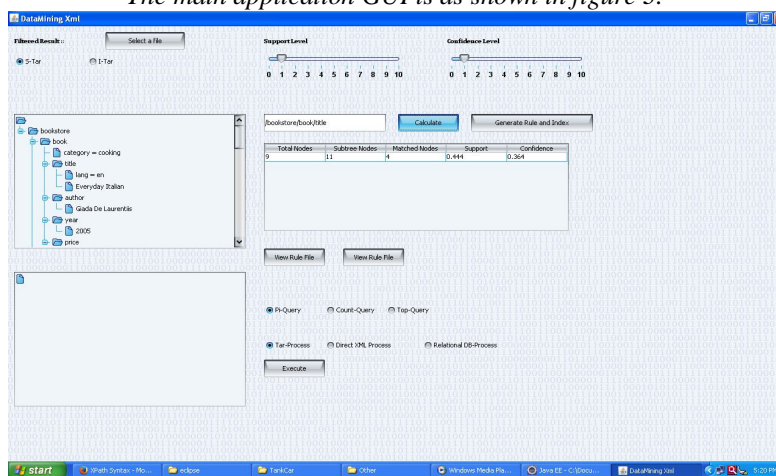 The main application GUI is as shown in figure 3.
DataMining Xml
Filtered Result ::
Select a file
S-Tar
I-Tar
Support Level
0 1 2 3 4 5 6 7 8 9 10
Confidence Level
0 1 2 3 4 5 6 7 8 9 10
/bookstore/book/title
Calculate
Generate Rule and Index
bookstore
book
category = cooking
title
lang = en
Everyday Italian
author
Giada De Laurentiis
year
2005
price
Total Nodes Subtree Nodes Matched Nodes Support Confidence
9 11 4 0.444 0.364
View Rule File
View Rule File
Pi-Query
Count-Query
Top-Query
Tar-Process
Direct XML Process
Relational DB-Process
Execute
start
XPath Syntax - Mo...
eclipse
TankCar
Other
Windows Media Pla...
Java EE - C:\Docu...
DataMining Xml
5:20 PM